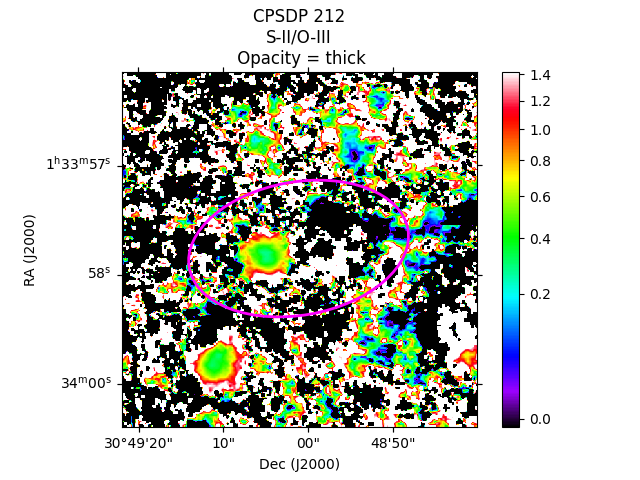 CPSDP 212
S-II/O-III
Opacity = thick
1.4
1.2
1.0
0.8
0.6
0.4
0.2
0.0
RA (J2000)
1ʰ33ᵐ57ˢ
58ˢ
34ᵐ00ˢ
30°49'20"
10"
00"
48'50"
Dec (J2000)